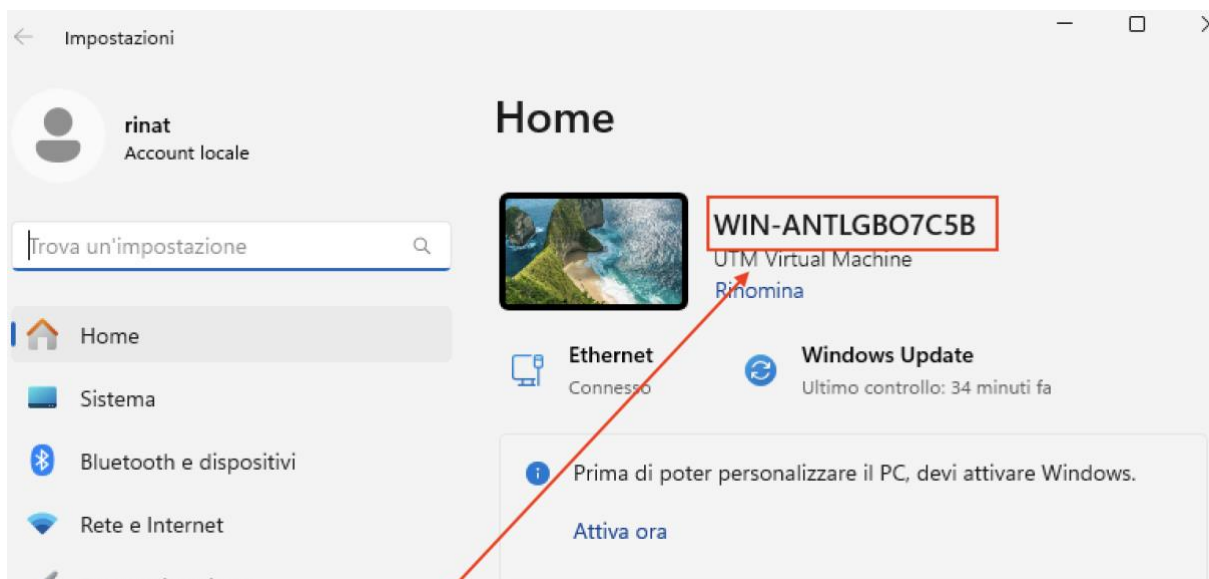 Impostazioni
rinat
Account locale
Trova un'impostazione
Home
Sistema
Bluetooth e dispositivi
Rete e Internet
Home
WIN-ANTLGBO7C5B
UTM Virtual Machine
Rinomina
Ethernet
Connesso
Windows Update
Ultimo controllo: 34 minuti fa
Prima di poter personalizzare il PC, devi attivare Windows.
Attiva ora